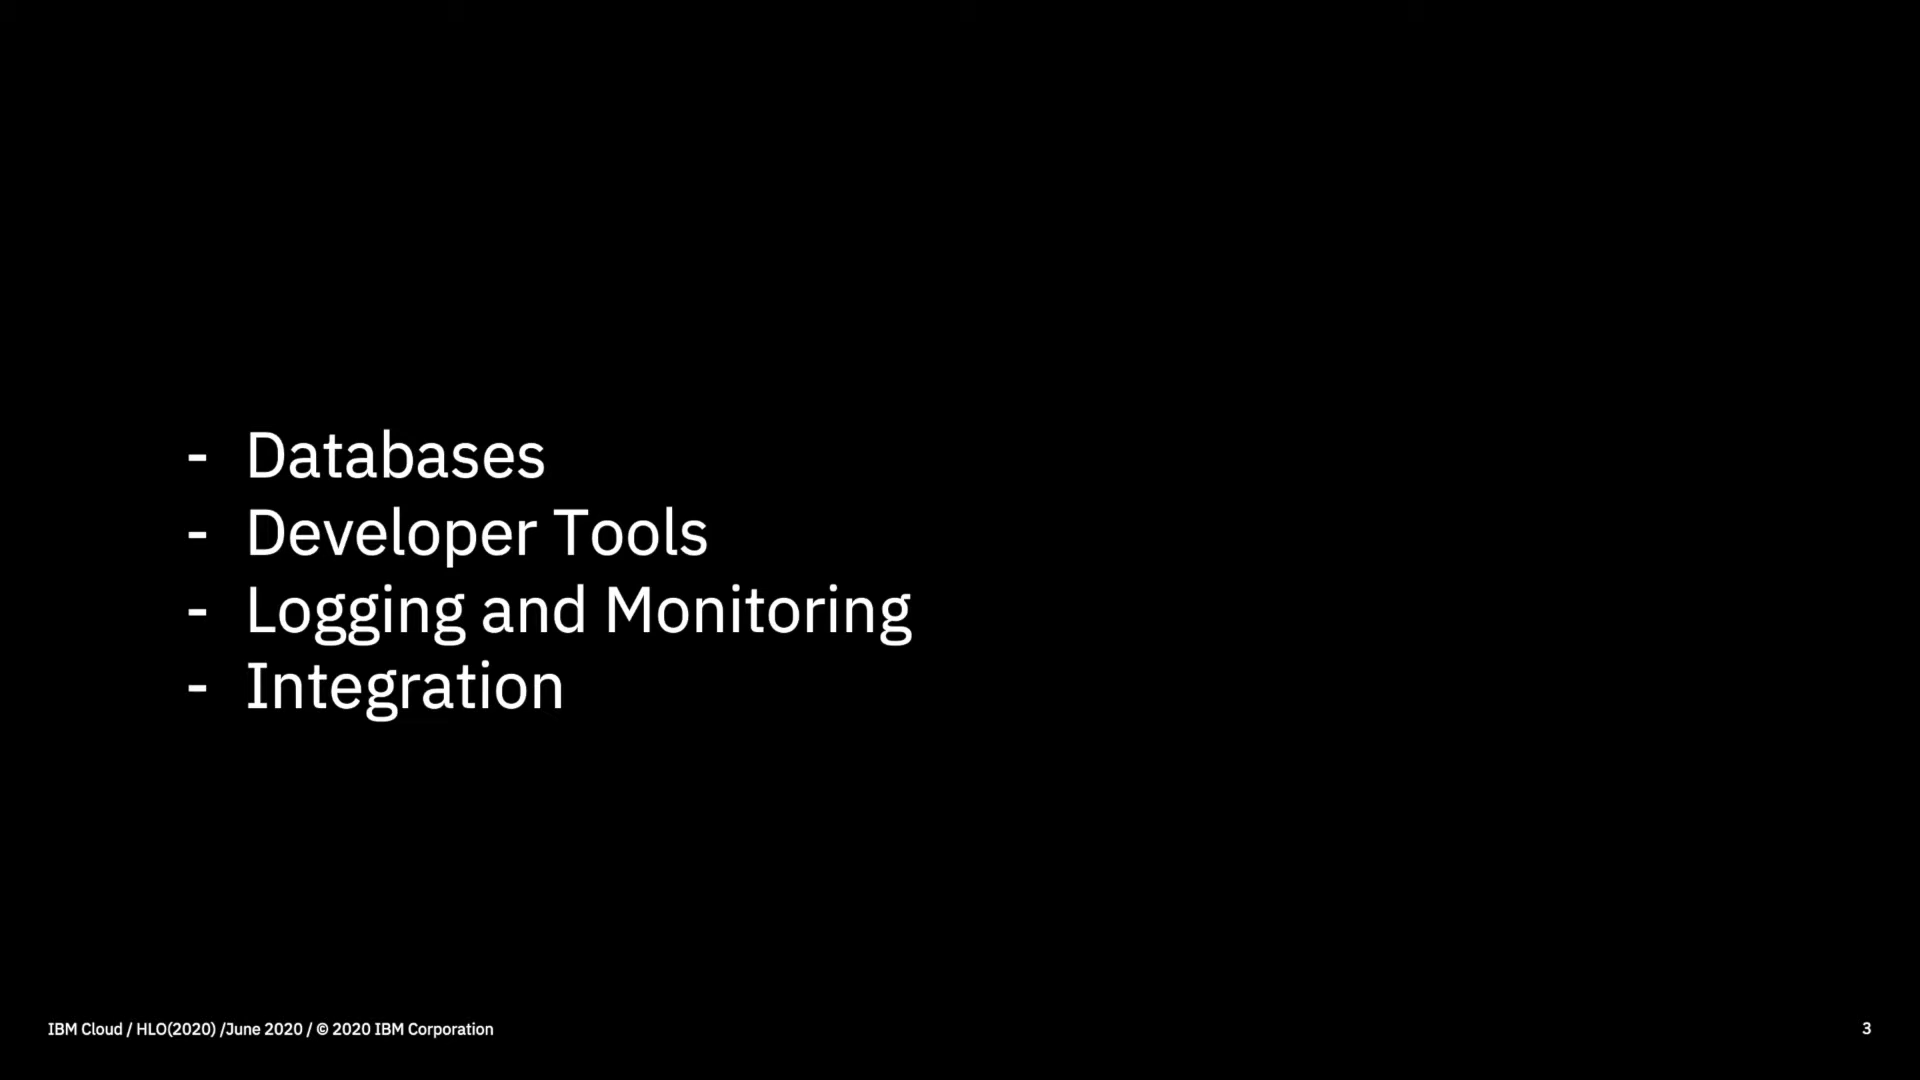 - Databases
- Developer Tools
- Logging and Monitoring
- Integration
IBM Cloud / HLO(2020) /June 2020 / © 2020 IBM Corporation
3